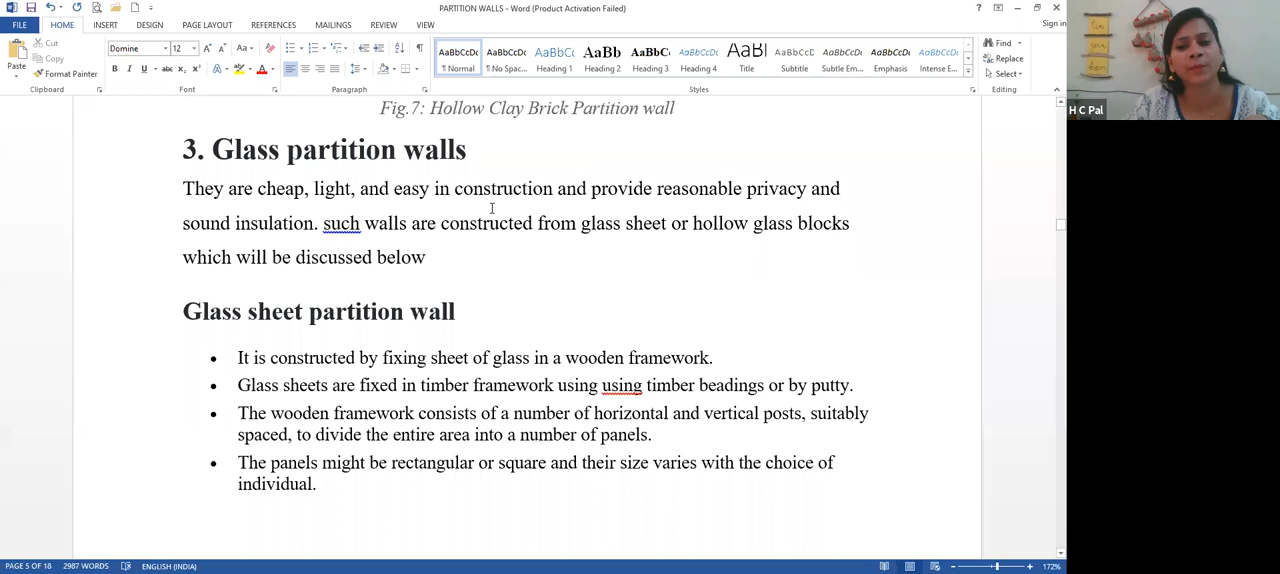 PARTITION WALLS - Word (Product Activation Failed)
FILE HOME INSERT DESIGN PAGE LAYOUT REFERENCES MAILINGS REVIEW VIEW Sign in
Cut
Copy
Format Painter
Paste
Clipboard
Domine 12
Font
Paragraph
AaBbCcDc AaBbCcDc AaBbCc AaBb AaBbC AaBbCcDc AaBl AaBbCcD AaBbCcDc AaBbCcDc AaBbCcDc
¶ Normal ¶ No Spac... Heading 1 Heading 2 Heading 3 Heading 4 Title Subtitle Subtle Em... Emphasis Intense E...
Styles
Find
Replace
Select
Editing
H C Pal
Fig.7: Hollow Clay Brick Partition wall
3. Glass partition walls
They are cheap, light, and easy in construction and provide reasonable privacy and
sound insulation. such walls are constructed from glass sheet or hollow glass blocks
which will be discussed below
Glass sheet partition wall
• It is constructed by fixing sheet of glass in a wooden framework.
• Glass sheets are fixed in timber framework using using timber beadings or by putty.
• The wooden framework consists of a number of horizontal and vertical posts, suitably
spaced, to divide the entire area into a number of panels.
• The panels might be rectangular or square and their size varies with the choice of
individual.
PAGE 5 OF 18 2987 WORDS ENGLISH (INDIA) 172%